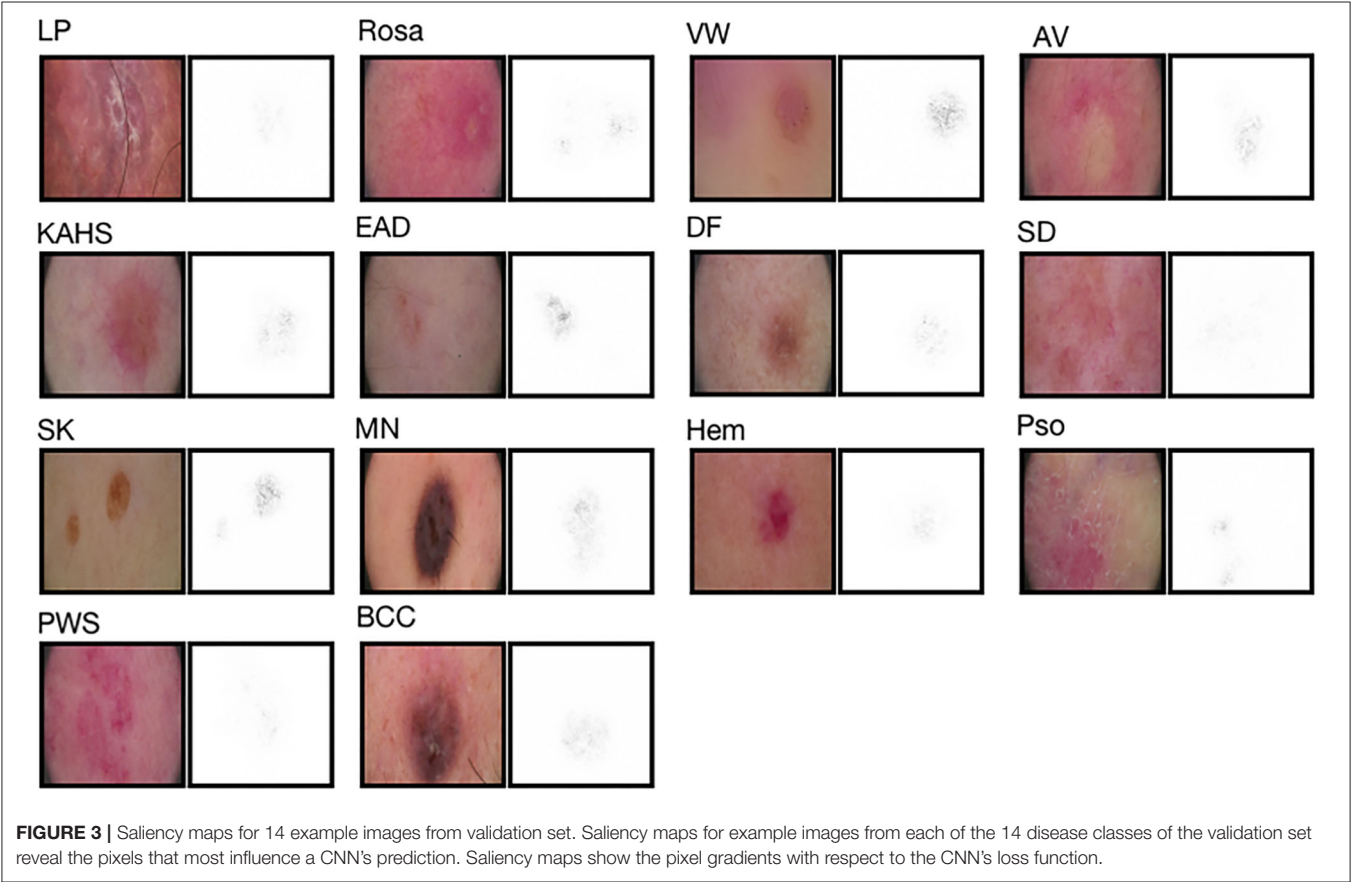 LP Rosa VW AV
KAHS EAD DF SD
SK MN Hem Pso
PWS BCC
FIGURE 3 | Saliency maps for 14 example images from validation set. Saliency maps for example images from each of the 14 disease classes of the validation set
reveal the pixels that most influence a CNN's prediction. Saliency maps show the pixel gradients with respect to the CNN's loss function.